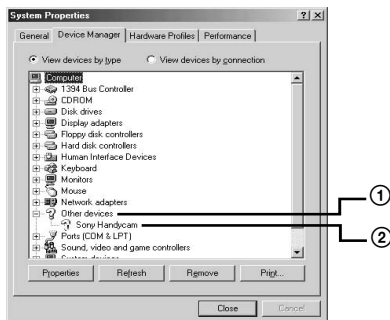 System Properties
General Device Manager Hardware Profiles Performance
View devices by type View devices by connection
Computer
1394 Bus Controller
CDROM
Disk drives
Display adapters
Floppy disk controllers
Hard disk controllers
Human Interface Devices
Keyboard
Monitors
Mouse
Network adapters
Other devices ①
Sony Handycam ②
Ports (COM & LPT)
Sound, video and game controllers
System devices
Properties Refresh Remove Print...
Close Cancel